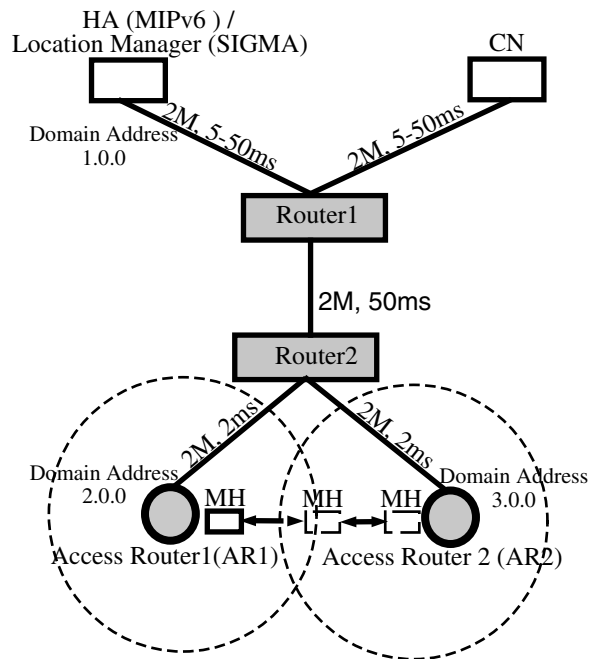 HA (MIPv6 ) /
Location Manager (SIGMA)
CN
2M, 5-50ms
2M, 5-50ms
Domain Address
1.0.0
Router1
2M, 50ms
Router2
2M, 2ms
2M, 2ms
Domain Address
2.0.0
Domain Address
3.0.0
MH
MH
MH
Access Router1(AR1)
Access Router 2 (AR2)